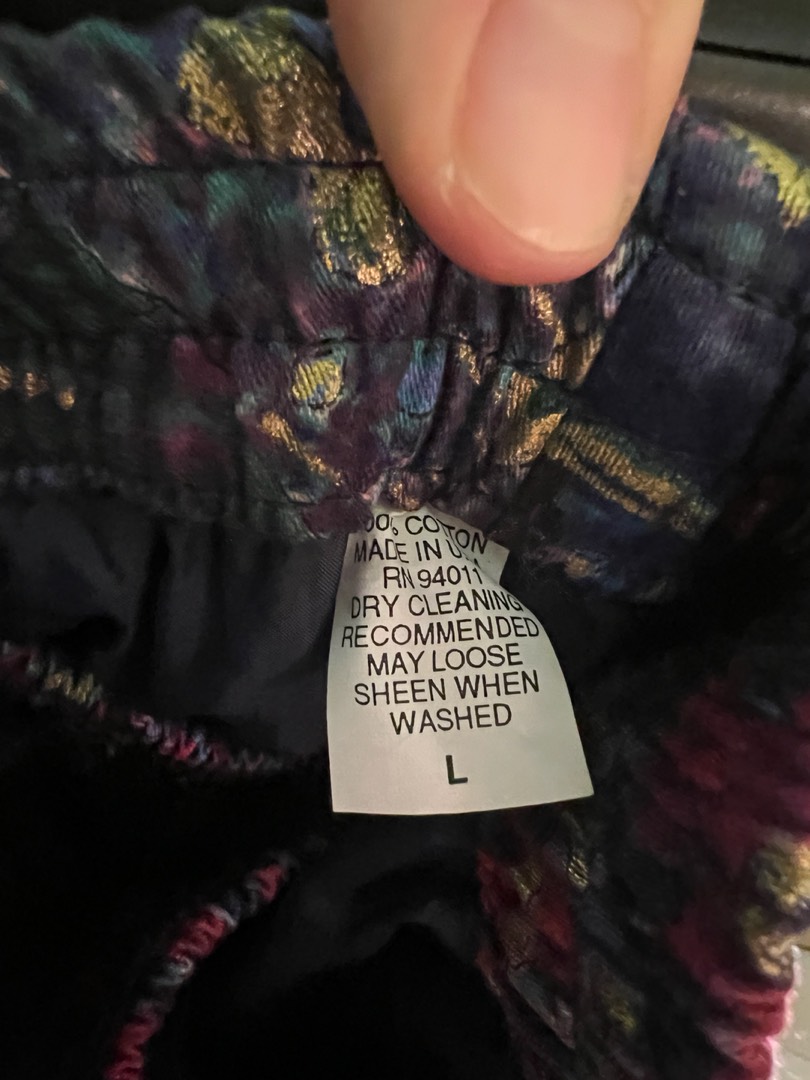 00% COTTON
MADE IN U.S.A
RN 94011
DRY CLEANING
RECOMMENDED
MAY LOOSE
SHEEN WHEN
WASHED
L